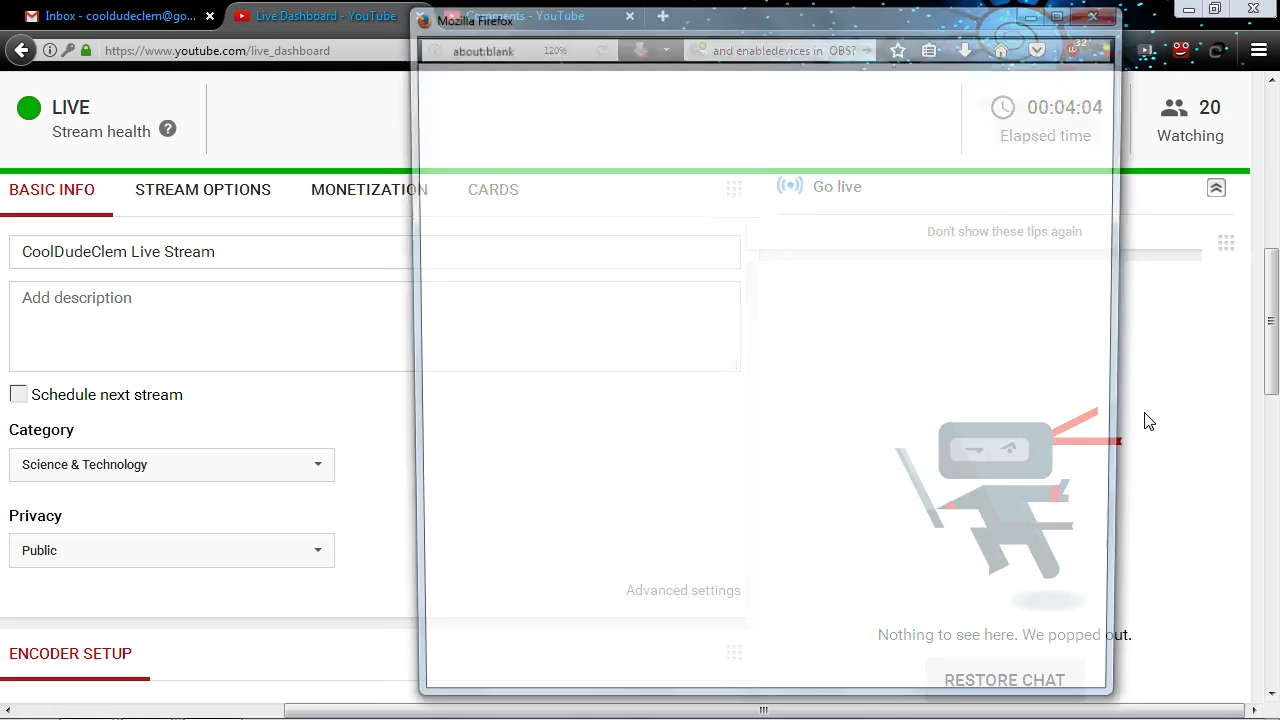 Inbox - cooldudeclem@go...
Live Dashboard - YouTube
Comments - YouTube
Mozilla Firefox
https://www.youtube.com/live_dashboard
about:blank
120%
and enabledevices in OBS?
32
LIVE
Stream health
?
00:04:04
Elapsed time
20
Watching
BASIC INFO
STREAM OPTIONS
MONETIZATION
CARDS
Go live
Don't show these tips again
CoolDudeClem Live Stream
Add description
Schedule next stream
Category
Science & Technology
Privacy
Public
Advanced settings
Nothing to see here. We popped out.
ENCODER SETUP
RESTORE CHAT